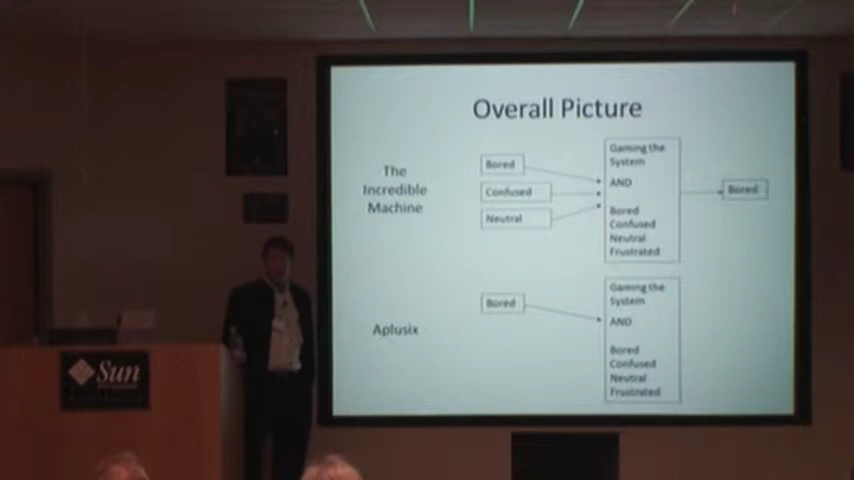 Overall Picture
The
Incredible
Machine
Bored
Confused
Neutral
Gaming the
System
AND
Bored
Confused
Neutral
Frustrated
Bored
Aplusix
Bored
Gaming the
System
AND
Bored
Confused
Neutral
Frustrated
Sun